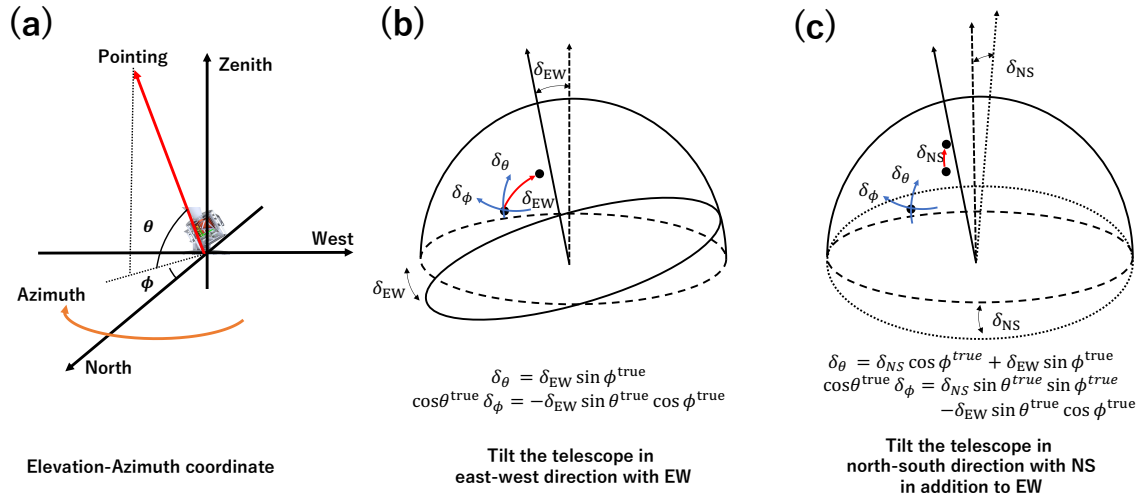 (a)
Pointing
Zenith
θ
West
ϕ
Azimuth
North
Elevation-Azimuth coordinate
(b)
δ_EW
δ_θ
δ_ϕ
δ_EW
δ_EW
δ_θ = δ_EW sin ϕ^true
cosθ^true δ_ϕ = −δ_EW sin θ^true cos ϕ^true
Tilt the telescope in
east-west direction with EW
(c)
δ_NS
δ_NS
δ_θ
δ_ϕ
δ_NS
δ_θ = δ_NS cos ϕ^true + δ_EW sin ϕ^true
cosθ^true δ_ϕ = δ_NS sin θ^true sin ϕ^true
−δ_EW sin θ^true cos ϕ^true
Tilt the telescope in
north-south direction with NS
in addition to EW